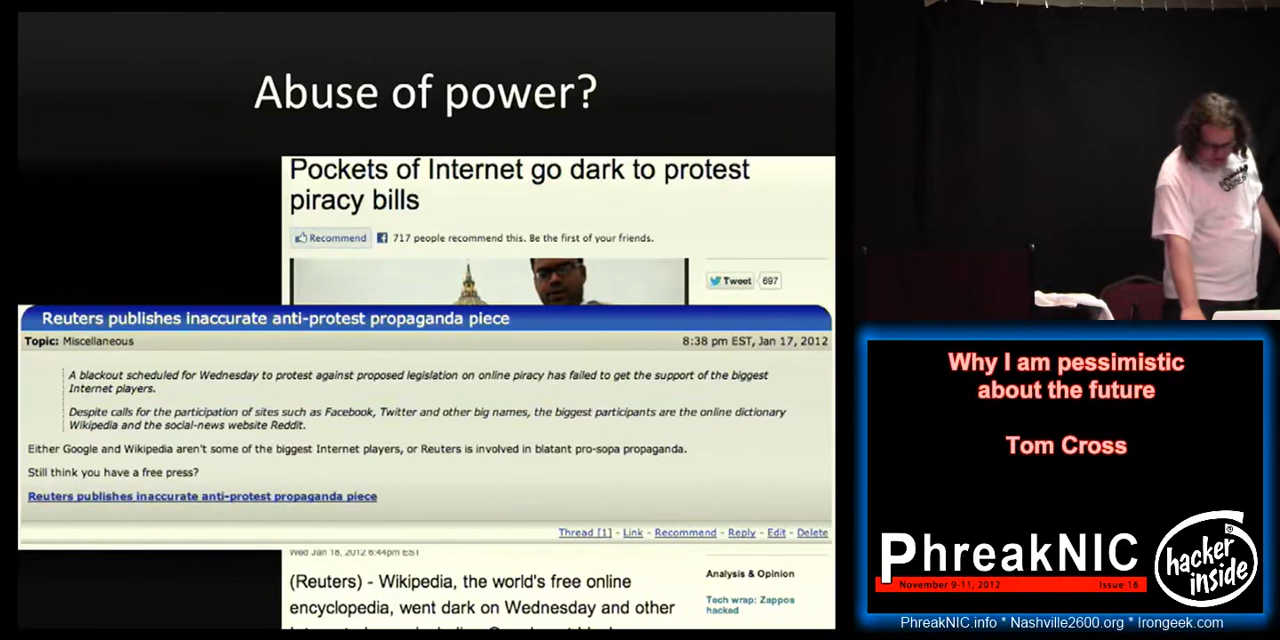 Abuse of power?
Pockets of Internet go dark to protest
piracy bills
Recommend
717 people recommend this. Be the first of your friends.
Tweet
697
Reuters publishes inaccurate anti-protest propaganda piece
Topic: Miscellaneous
8:38 pm EST, Jan 17, 2012
A blackout scheduled for Wednesday to protest against proposed legislation on online piracy has failed to get the support of the biggest
Internet players.
Despite calls for the participation of sites such as Facebook, Twitter and other big names, the biggest participants are the online dictionary
Wikipedia and the social-news website Reddit.
Either Google and Wikipedia aren't some of the biggest Internet players, or Reuters is involved in blatant pro-sopa propaganda.
Still think you have a free press?
Reuters publishes inaccurate anti-protest propaganda piece
Thread [1] - Link - Recommend - Reply - Edit - Delete
Wed Jan 18, 2012 6:44pm EST
(Reuters) - Wikipedia, the world's free online
encyclopedia, went dark on Wednesday and other
Analysis & Opinion
Tech wrap: Zappos
hacked
Why I am pessimistic
about the future
Tom Cross
PhreakNIC
November 9-11, 2012
Issue 16
hacker
inside
PhreakNIC.info * Nashville2600.org * Irongeek.com